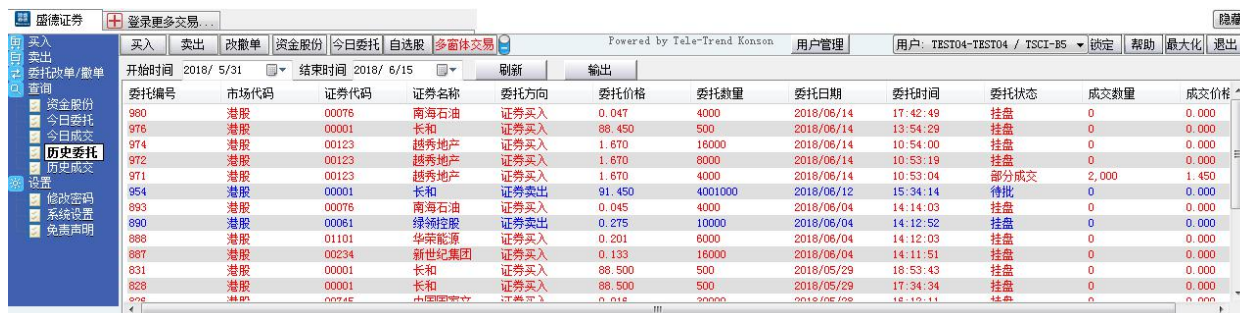 盛德证券 登录更多交易... 隐藏
买入 卖出 改撤单 资金股份 今日委托 自选股 多窗体交易 Powered by Tele-Trend Konson 用户管理 用户: TEST04-TEST04 / TSCI-B5 锁定 帮助 最大化 退出
开始时间 2018/ 5/31 结束时间 2018/ 6/15 刷新 输出
买入
卖出
委托改单/撤单
查询
资金股份
今日委托
今日成交
历史委托
历史成交
设置
修改密码
系统设置
免责声明
委托编号 市场代码 证券代码 证券名称 委托方向 委托价格 委托数量 委托日期 委托时间 委托状态 成交数量 成交价格
980 港股 00076 南海石油 证券买入 0.047 4000 2018/06/14 17:42:49 挂盘 0 0.000
976 港股 00001 长和 证券买入 88.450 500 2018/06/14 13:54:29 挂盘 0 0.000
974 港股 00123 越秀地产 证券买入 1.670 16000 2018/06/14 10:54:00 挂盘 0 0.000
972 港股 00123 越秀地产 证券买入 1.670 8000 2018/06/14 10:53:19 挂盘 0 0.000
971 港股 00123 越秀地产 证券买入 1.670 4000 2018/06/14 10:53:04 部分成交 2,000 1.450
954 港股 00001 长和 证券卖出 91.450 4001000 2018/06/12 15:34:14 待批 0 0.000
893 港股 00076 南海石油 证券买入 0.045 4000 2018/06/04 14:14:03 挂盘 0 0.000
890 港股 00061 绿领控股 证券卖出 0.275 10000 2018/06/04 14:12:52 挂盘 0 0.000
888 港股 01101 华荣能源 证券买入 0.201 6000 2018/06/04 14:12:03 挂盘 0 0.000
887 港股 00234 新世纪集团 证券买入 0.133 16000 2018/06/04 14:11:51 挂盘 0 0.000
831 港股 00001 长和 证券买入 88.500 500 2018/05/29 18:53:43 挂盘 0 0.000
828 港股 00001 长和 证券买入 88.500 500 2018/05/29 17:34:34 挂盘 0 0.000